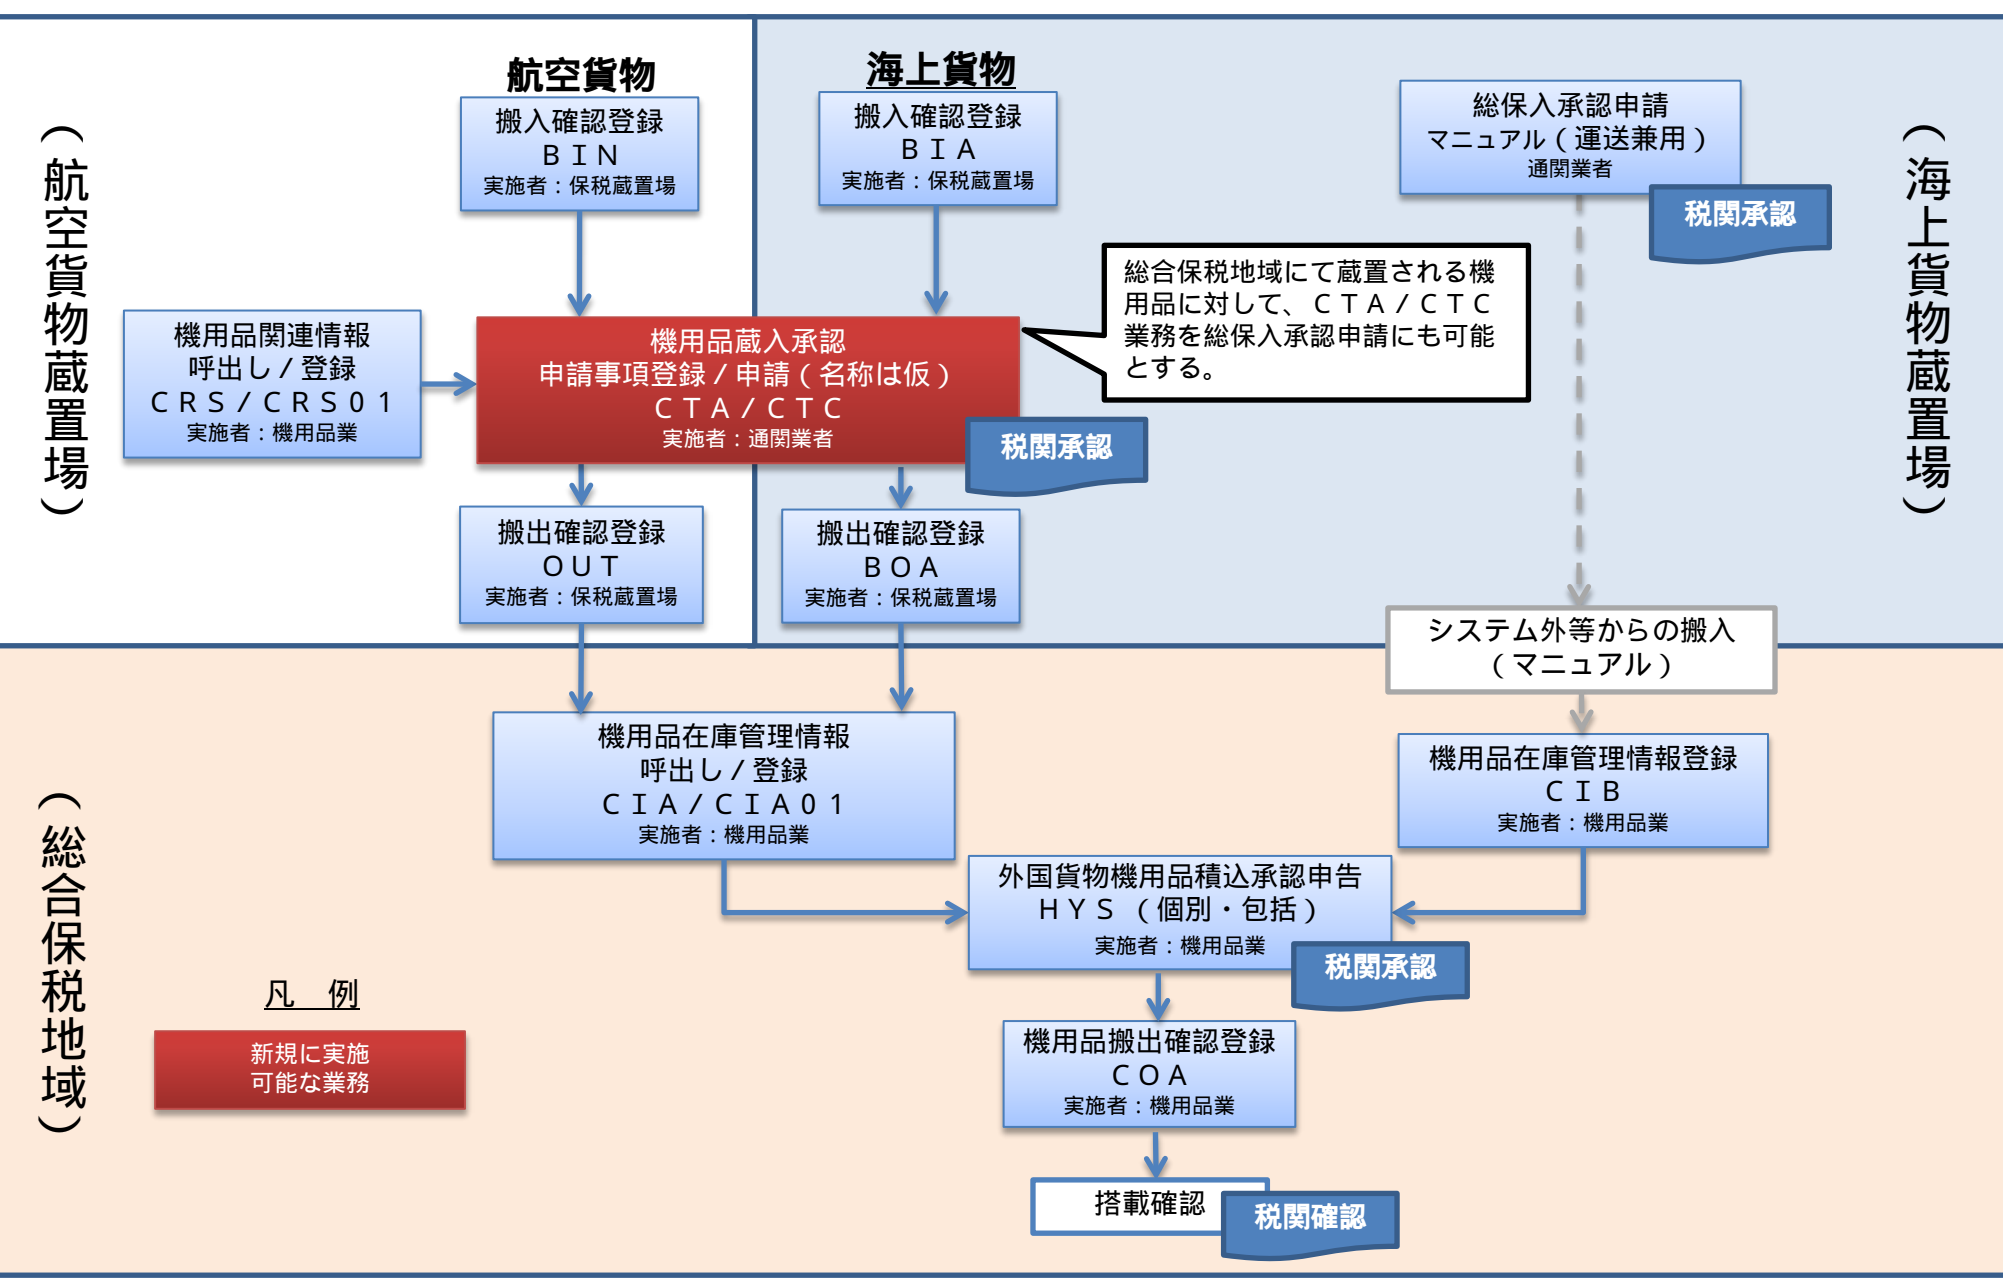 航空貨物
海上貨物
（航空貨物蔵置場）
（海上貨物蔵置場）
搬入確認登録
ＢＩＮ
実施者：保税蔵置場
搬入確認登録
ＢＩＡ
実施者：保税蔵置場
総保入承認申請
マニュアル（運送兼用）
通関業者
税関承認
総合保税地域にて蔵置される機
用品に対して、ＣＴＡ／ＣＴＣ
業務を総保入承認申請にも可能
とする。
機用品関連情報
呼出し／登録
ＣＲＳ／ＣＲＳ０１
実施者：機用品業
機用品蔵入承認
申請事項登録／申請（名称は仮）
ＣＴＡ／ＣＴＣ
実施者：通関業者
税関承認
搬出確認登録
ＯＵＴ
実施者：保税蔵置場
搬出確認登録
ＢＯＡ
実施者：保税蔵置場
システム外等からの搬入
（マニュアル）
（総合保税地域）
機用品在庫管理情報
呼出し／登録
ＣＩＡ／ＣＩＡ０１
実施者：機用品業
機用品在庫管理情報登録
ＣＩＢ
実施者：機用品業
外国貨物機用品積込承認申告
ＨＹＳ（個別・包括）
実施者：機用品業
税関承認
凡　例
新規に実施
可能な業務
機用品搬出確認登録
ＣＯＡ
実施者：機用品業
搭載確認
税関確認